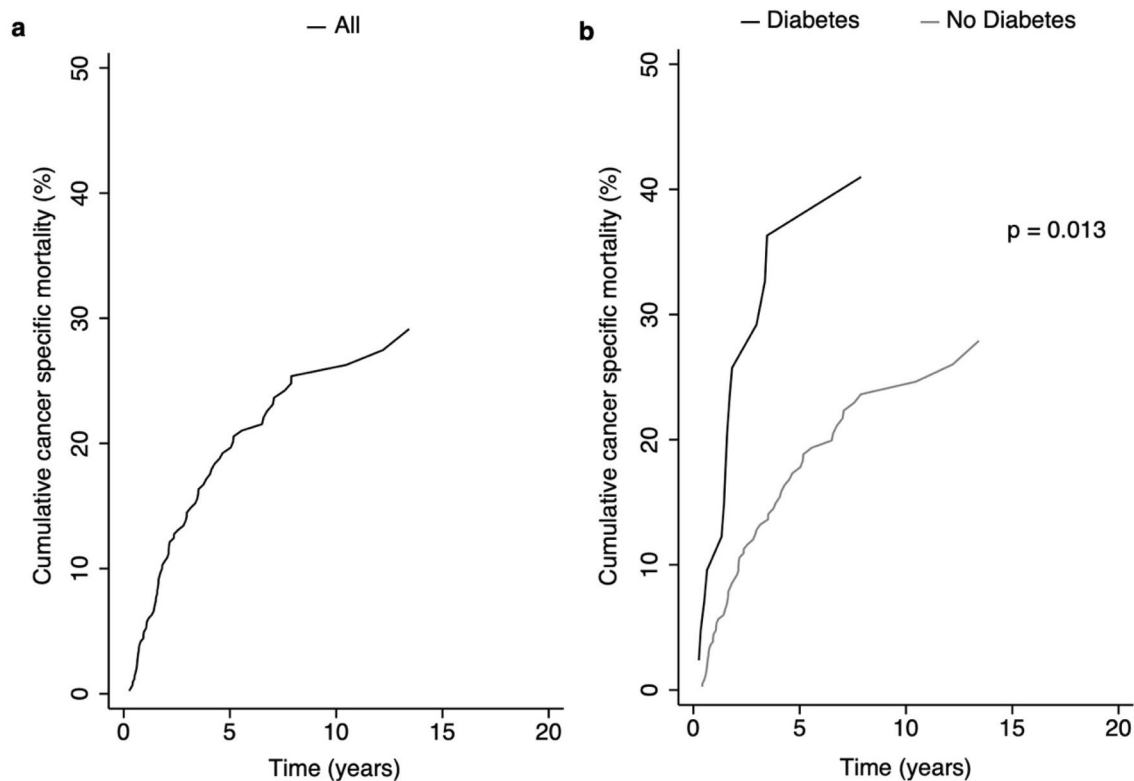 a
All
Cumulative cancer specific mortality (%)
50
40
30
20
10
0
0 5 10 15 20
Time (years)
b
Diabetes No Diabetes
Cumulative cancer specific mortality (%)
50
40
30
20
10
0
p = 0.013
0 5 10 15 20
Time (years)